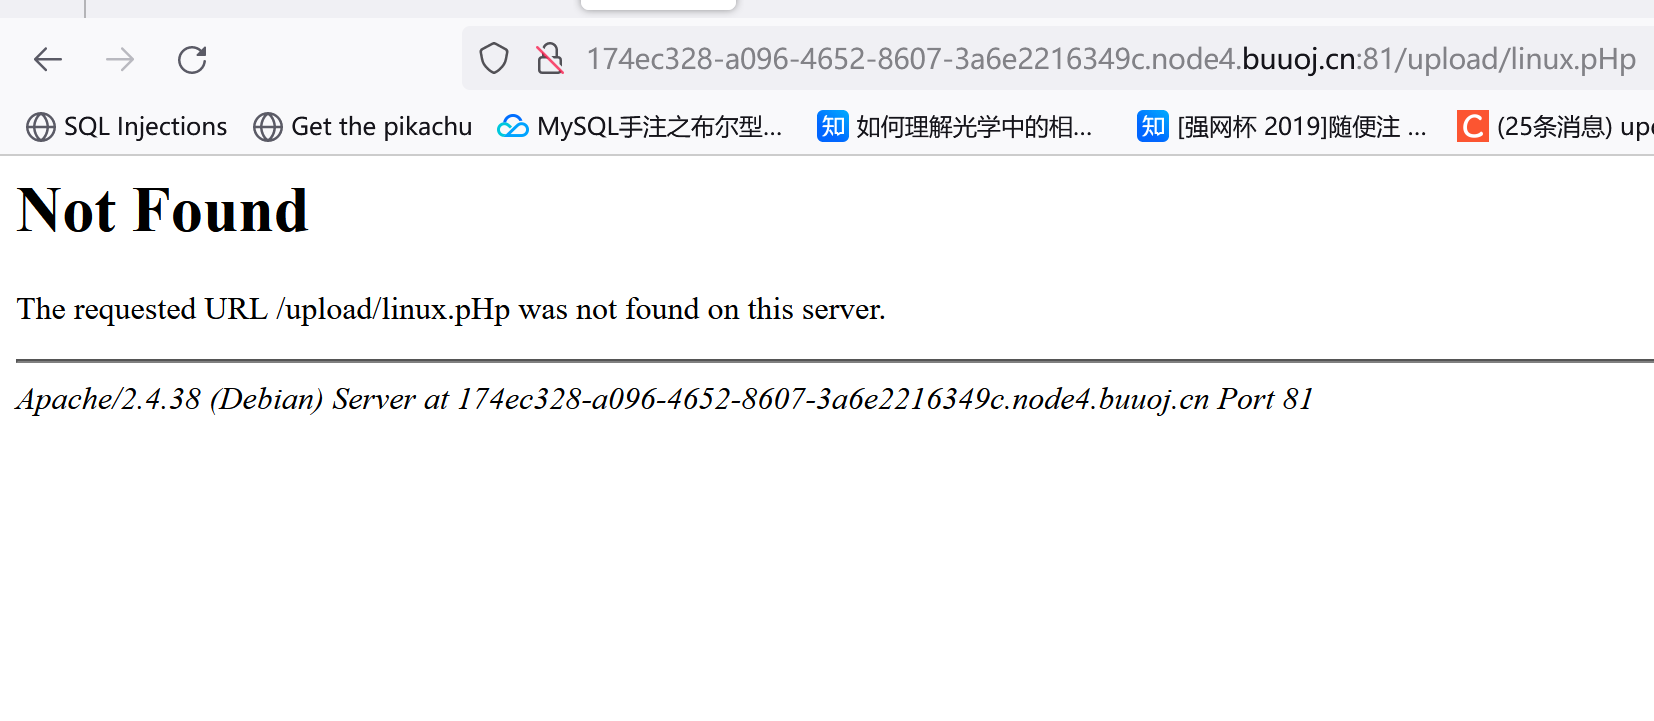 174ec328-a096-4652-8607-3a6e2216349c.node4.buuoj.cn:81/upload/linux.pHp
SQL Injections Get the pikachu MySQL手注之布尔型... 知 如何理解光学中的相... 知 [强网杯 2019]随便注 ... C (25条消息) upc
Not Found
The requested URL /upload/linux.pHp was not found on this server.
Apache/2.4.38 (Debian) Server at 174ec328-a096-4652-8607-3a6e2216349c.node4.buuoj.cn Port 81